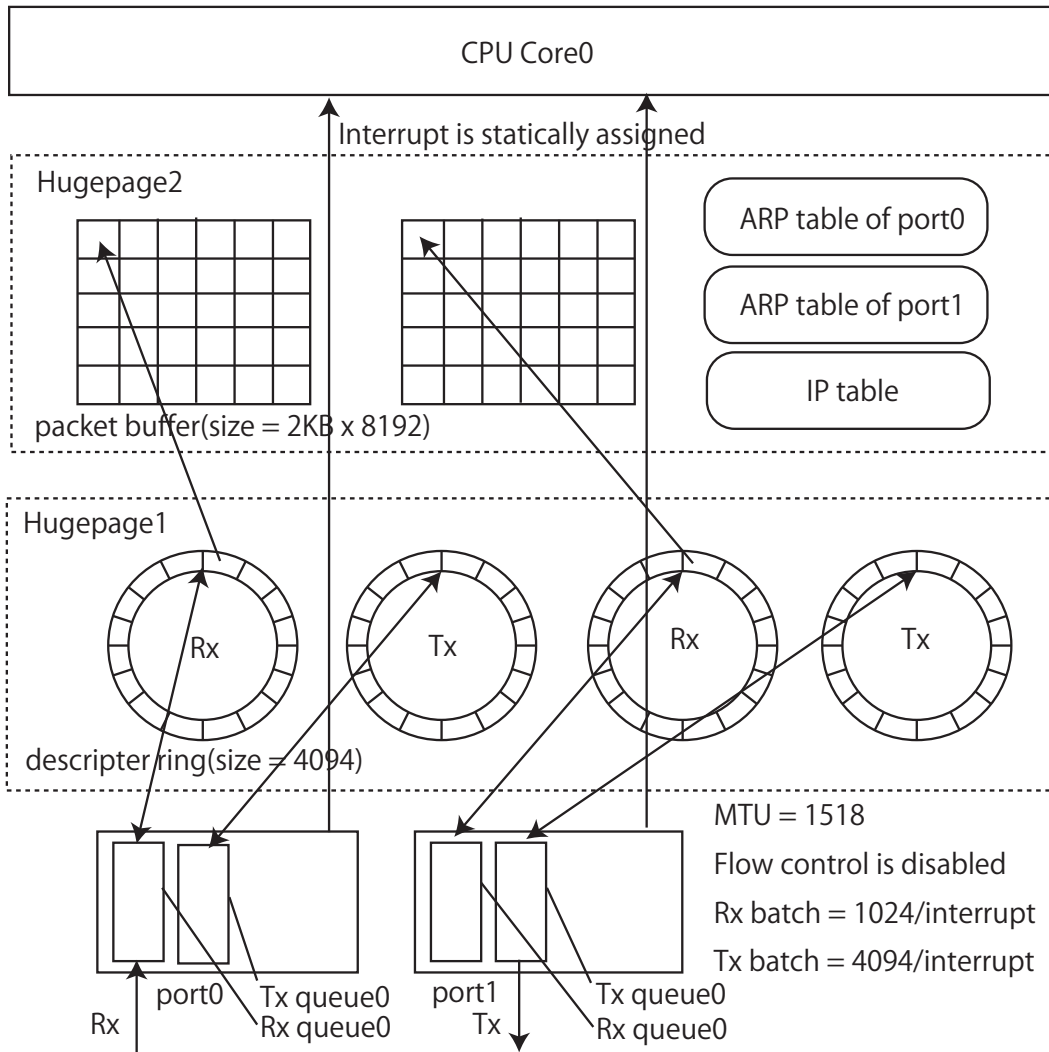 CPU Core0
Interrupt is statically assigned
Hugepage2
ARP table of port0
ARP table of port1
IP table
packet buffer(size = 2KB x 8192)
Hugepage1
Rx
Tx
Rx
Tx
descripter ring(size = 4094)
MTU = 1518
Flow control is disabled
Rx batch = 1024/interrupt
Tx batch = 4094/interrupt
port0
Tx queue0
Rx queue0
Rx
port1
Tx queue0
Rx queue0
Tx